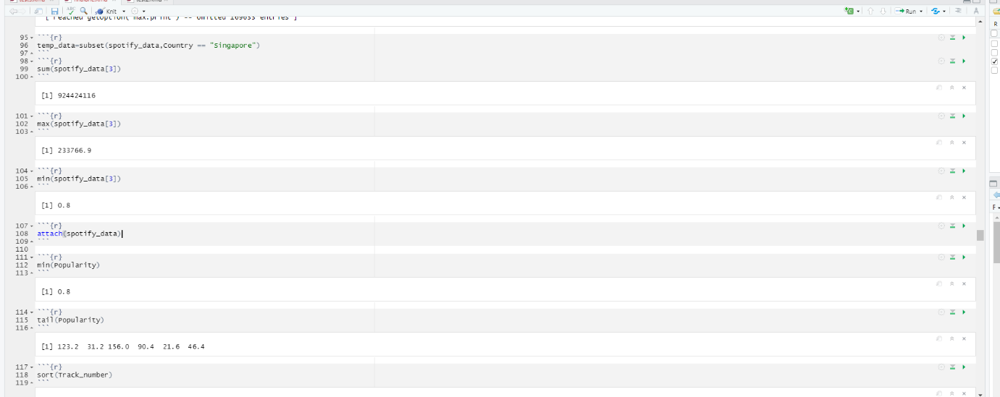 Knit
Run
[ reached getOption("max.print") -- omitted 169635 entries ]
95 ```{r}
96 temp_data=subset(spotify_data,Country == "Singapore")
97 ```
98 ```{r}
99 sum(spotify_data[3])
100 ```
[1] 924424116
101 ```{r}
102 max(spotify_data[3])
103 ```
[1] 233766.9
104 ```{r}
105 min(spotify_data[3])
106 ```
[1] 0.8
107 ```{r}
108 attach(spotify_data)
109 ```
110
111 ```{r}
112 min(Popularity)
113 ```
[1] 0.8
114 ```{r}
115 tail(Popularity)
116 ```
[1] 123.2 31.2 156.0 90.4 21.6 46.4
117 ```{r}
118 sort(Track_number)
119 ```
R
F